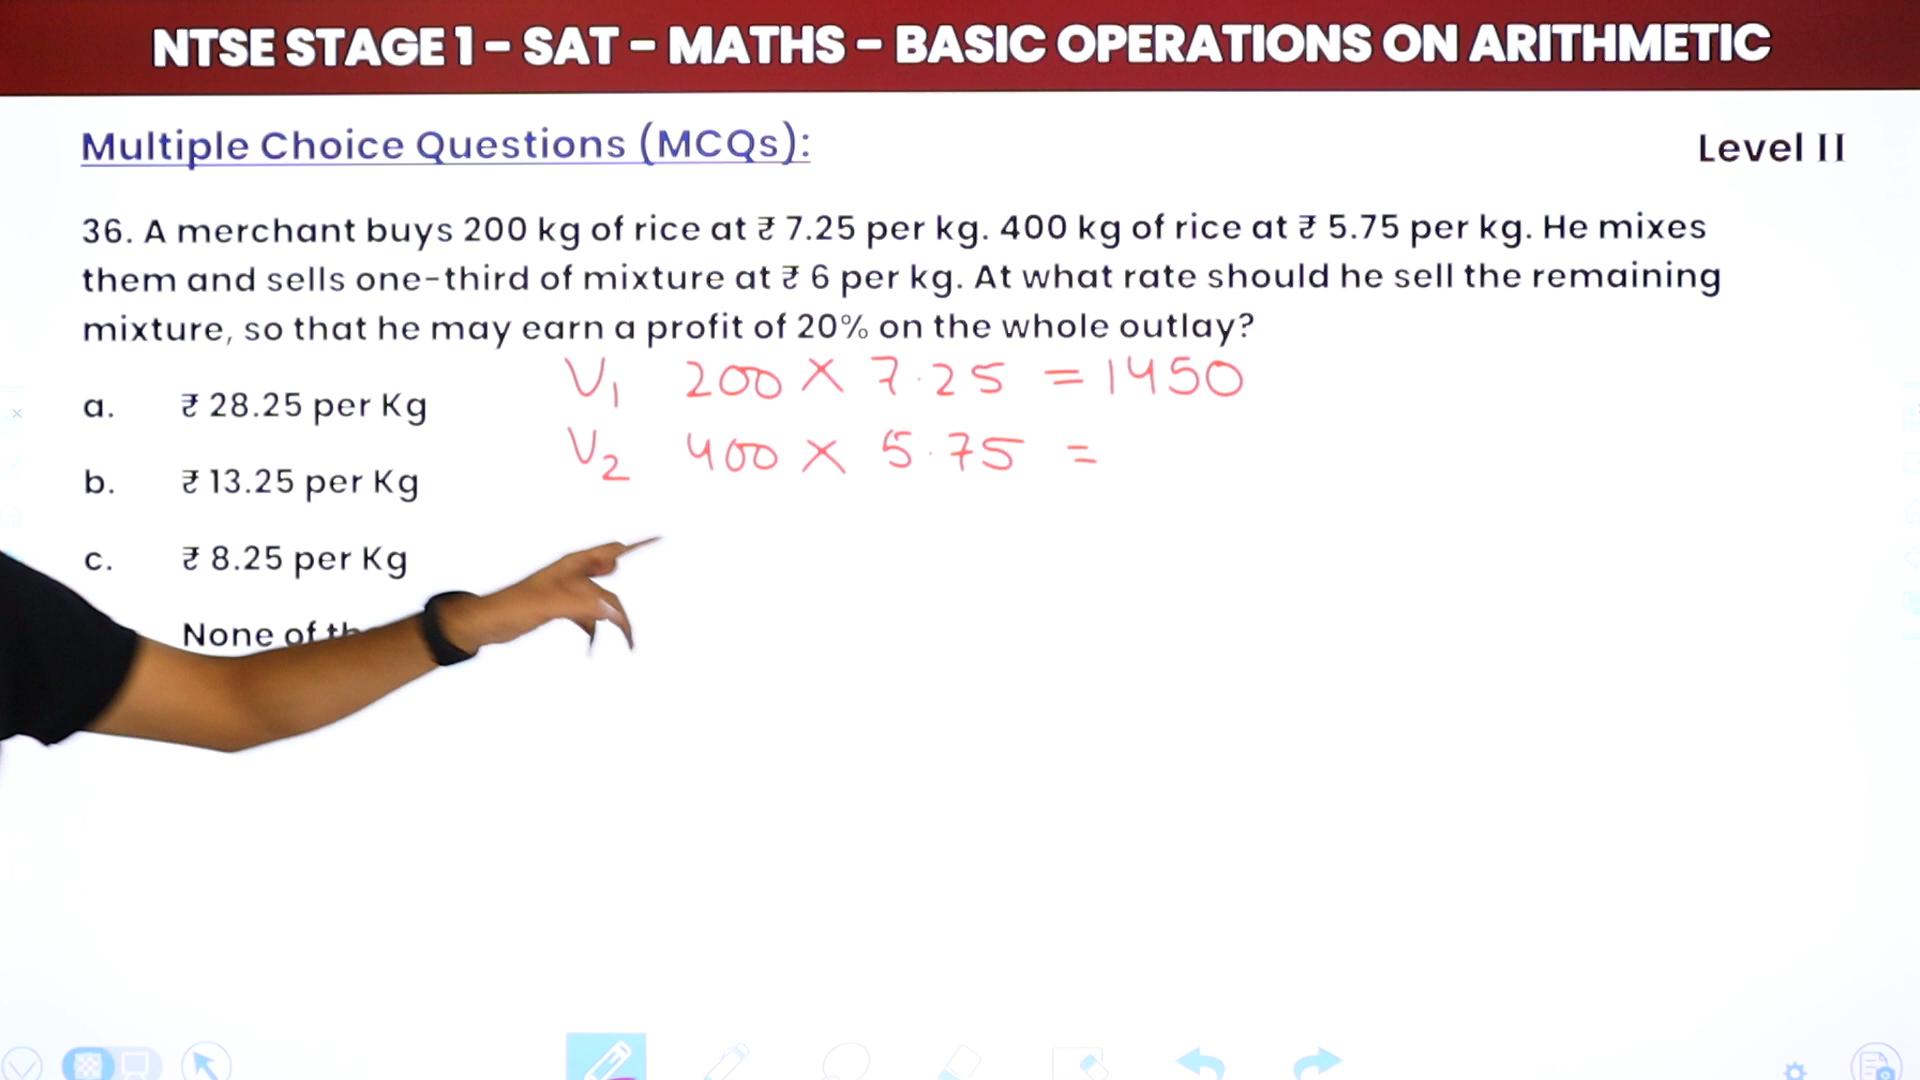 NTSE STAGE 1 – SAT – MATHS – BASIC OPERATIONS ON ARITHMETIC
Multiple Choice Questions (MCQs):
Level II
36. A merchant buys 200 kg of rice at ₹ 7.25 per kg. 400 kg of rice at ₹ 5.75 per kg. He mixes
them and sells one-third of mixture at ₹ 6 per kg. At what rate should he sell the remaining
mixture, so that he may earn a profit of 20% on the whole outlay?
V1 200 × 7.25 = 1450
a. ₹ 28.25 per Kg
V2 400 × 5.75 =
b. ₹ 13.25 per Kg
c. ₹ 8.25 per Kg
None of